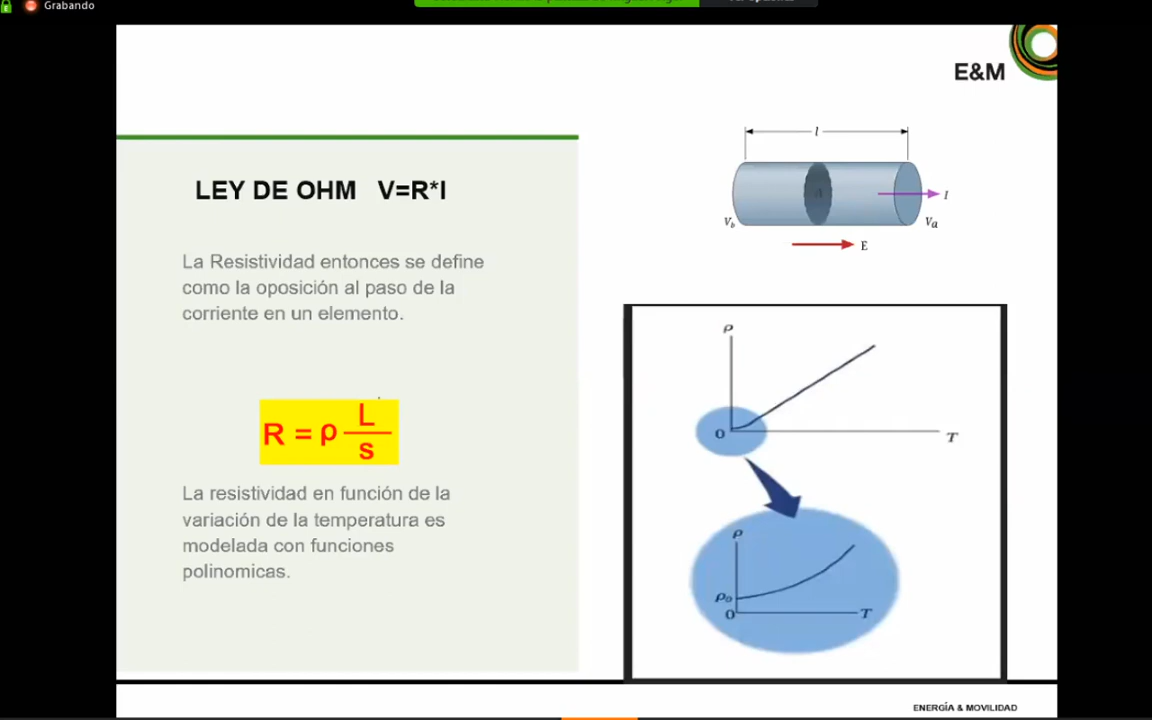 Grabando
E&M
LEY DE OHM V=R*I
La Resistividad entonces se define
como la oposición al paso de la
corriente en un elemento.
R = ρ L
s
La resistividad en función de la
variación de la temperatura es
modelada con funciones
polinomicas.
l
I
V_b
V_a
E
ρ
0
T
ρ
ρ₀
0
T
ENERGÍA & MOVILIDAD